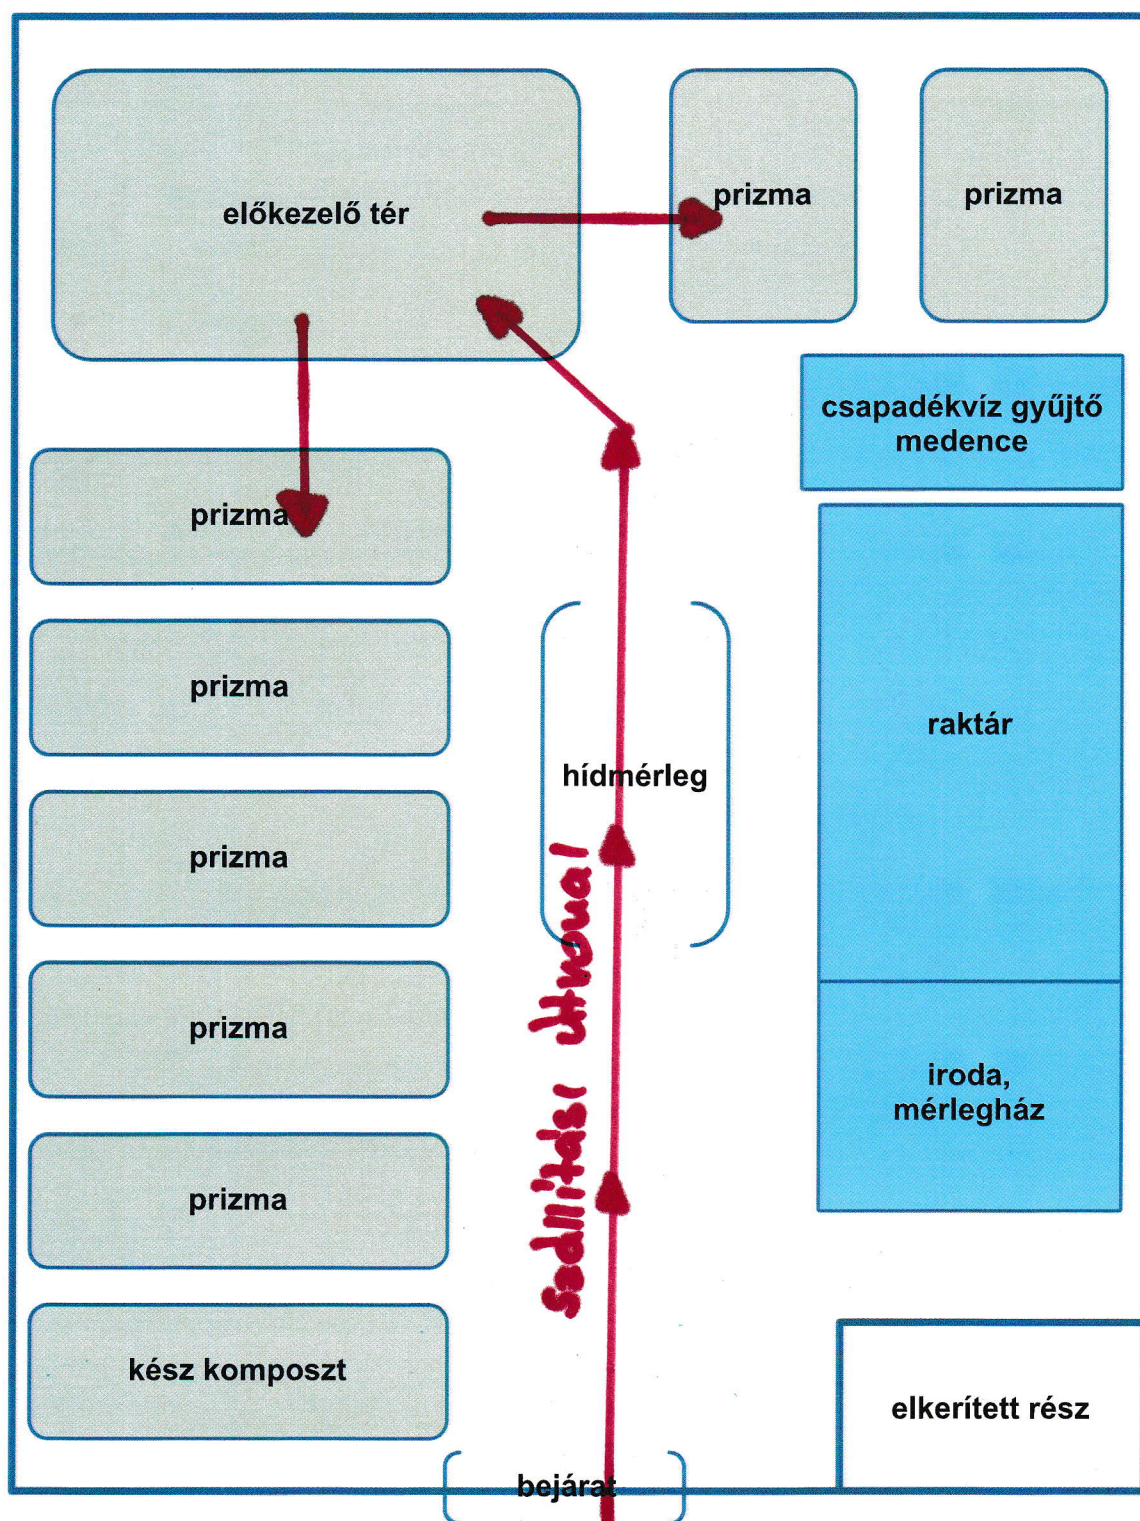 előkezelő tér
prizma
prizma
csapadékvíz gyűjtő
medence
prizma
prizma
hídmérleg
raktár
prizma
Szállítási útvonal
prizma
iroda,
mérlegház
prizma
kész komposzt
elkerített rész
bejárat